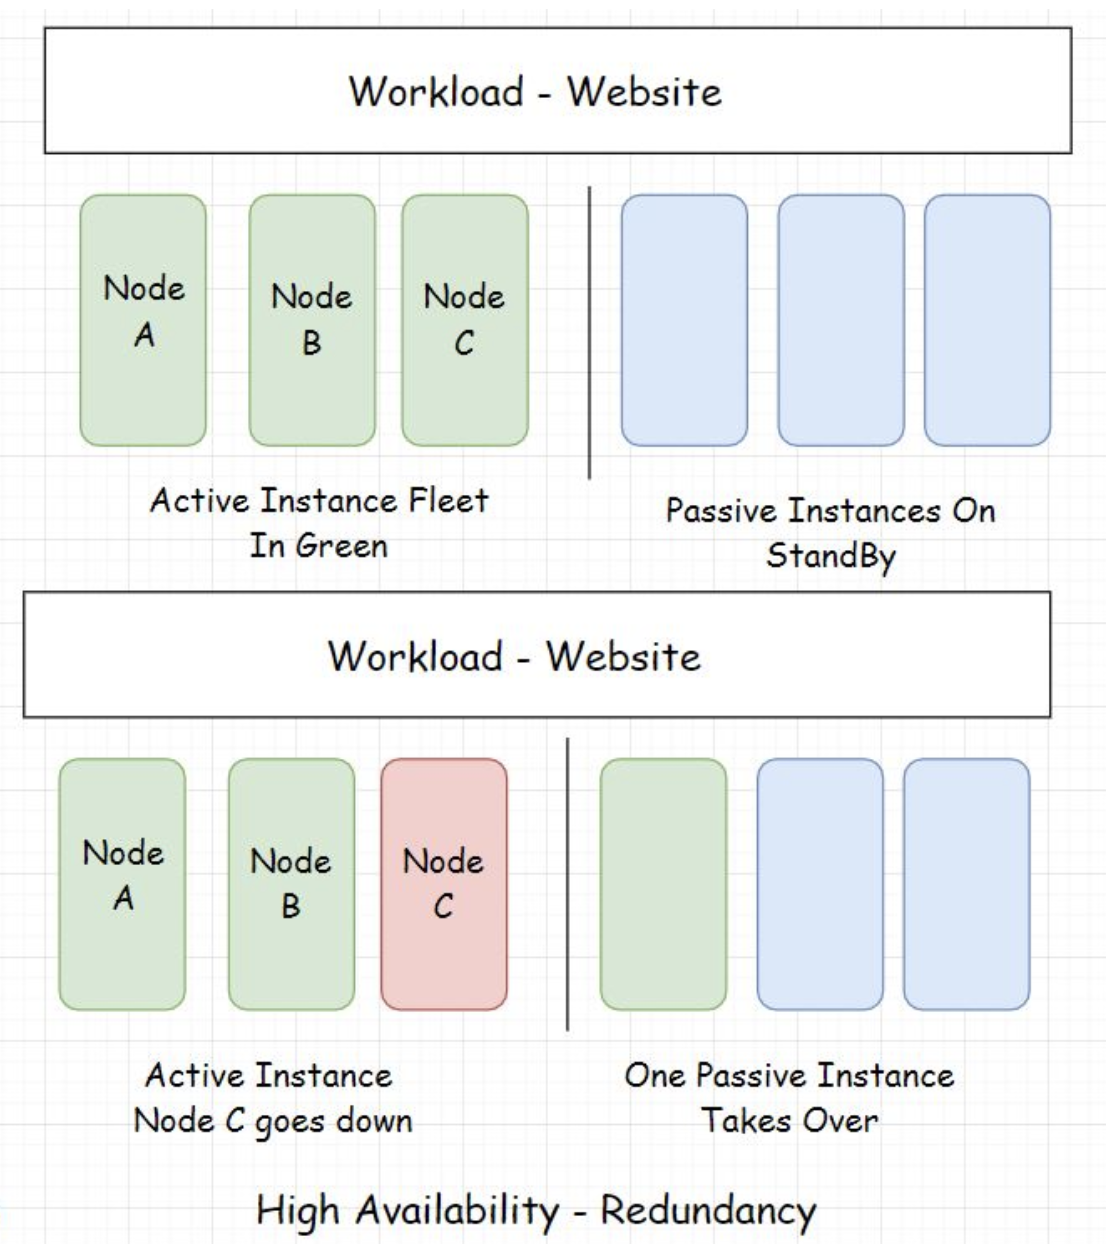 Workload - Website
Node
A
Node
B
Node
C
Active Instance Fleet
In Green
Passive Instances On
StandBy
Workload - Website
Node
A
Node
B
Node
C
Active Instance
Node C goes down
One Passive Instance
Takes Over
High Availability - Redundancy